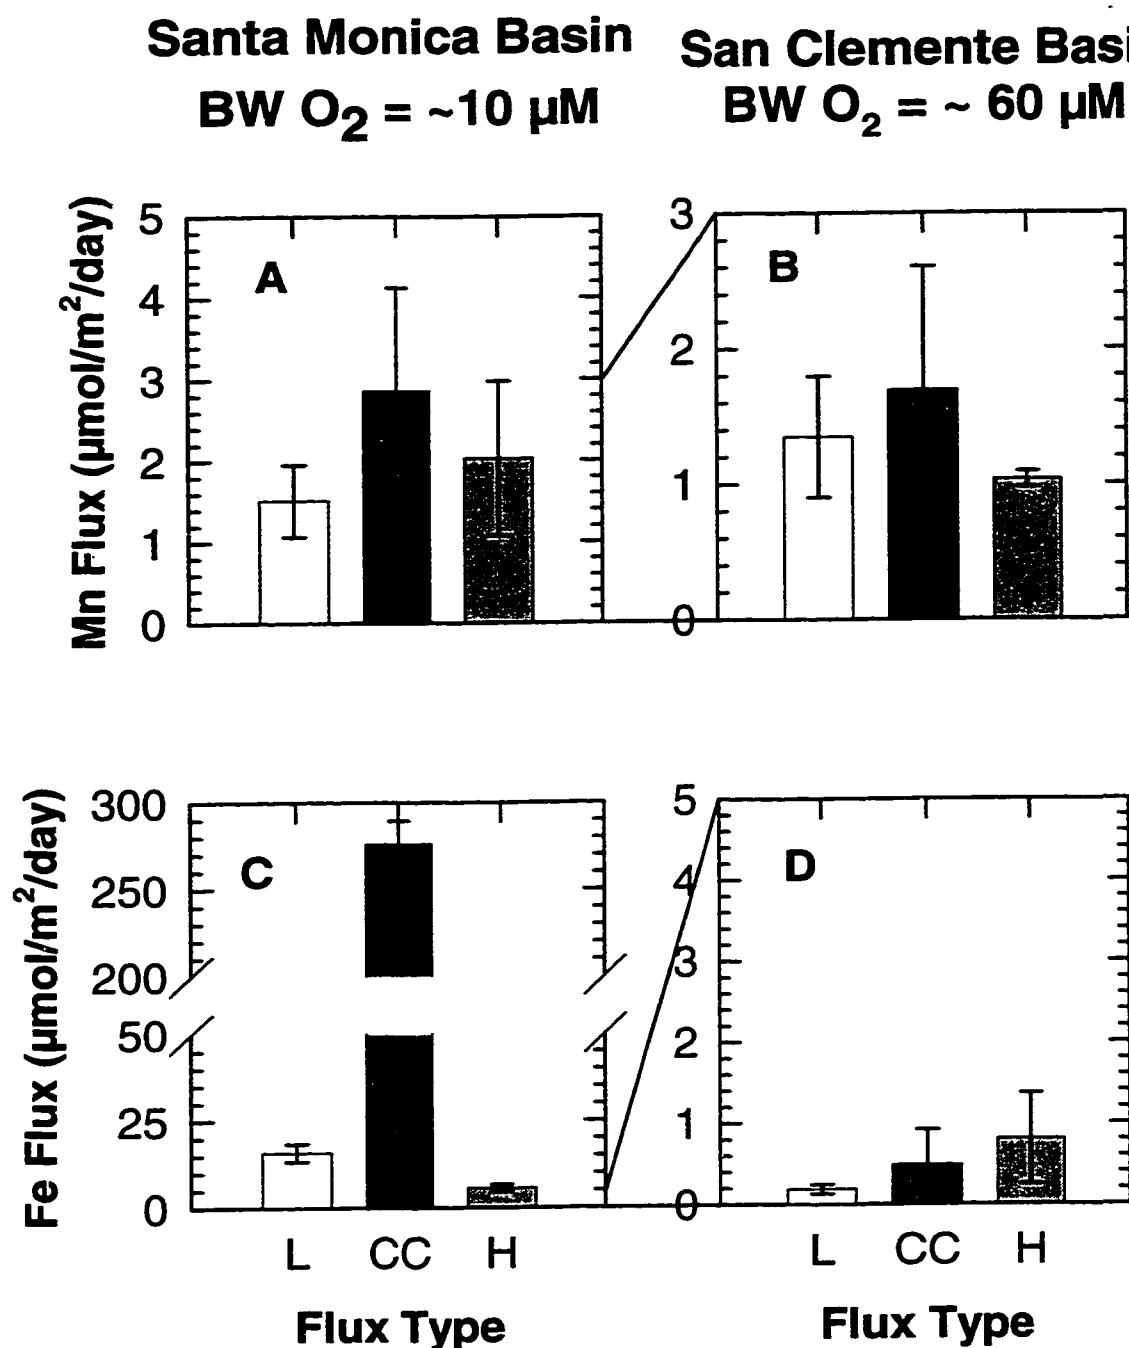 Santa Monica Basin
BW O₂ = ~10 µM
San Clemente Basi
BW O₂ = ~ 60 µM
Mn Flux (µmol/m²/day)
5
4
3
2
1
0
A
3
2
1
0
B
Fe Flux (µmol/m²/day)
300
250
200
50
25
0
C
L CC H
Flux Type
5
4
3
2
1
0
D
L CC H
Flux Type